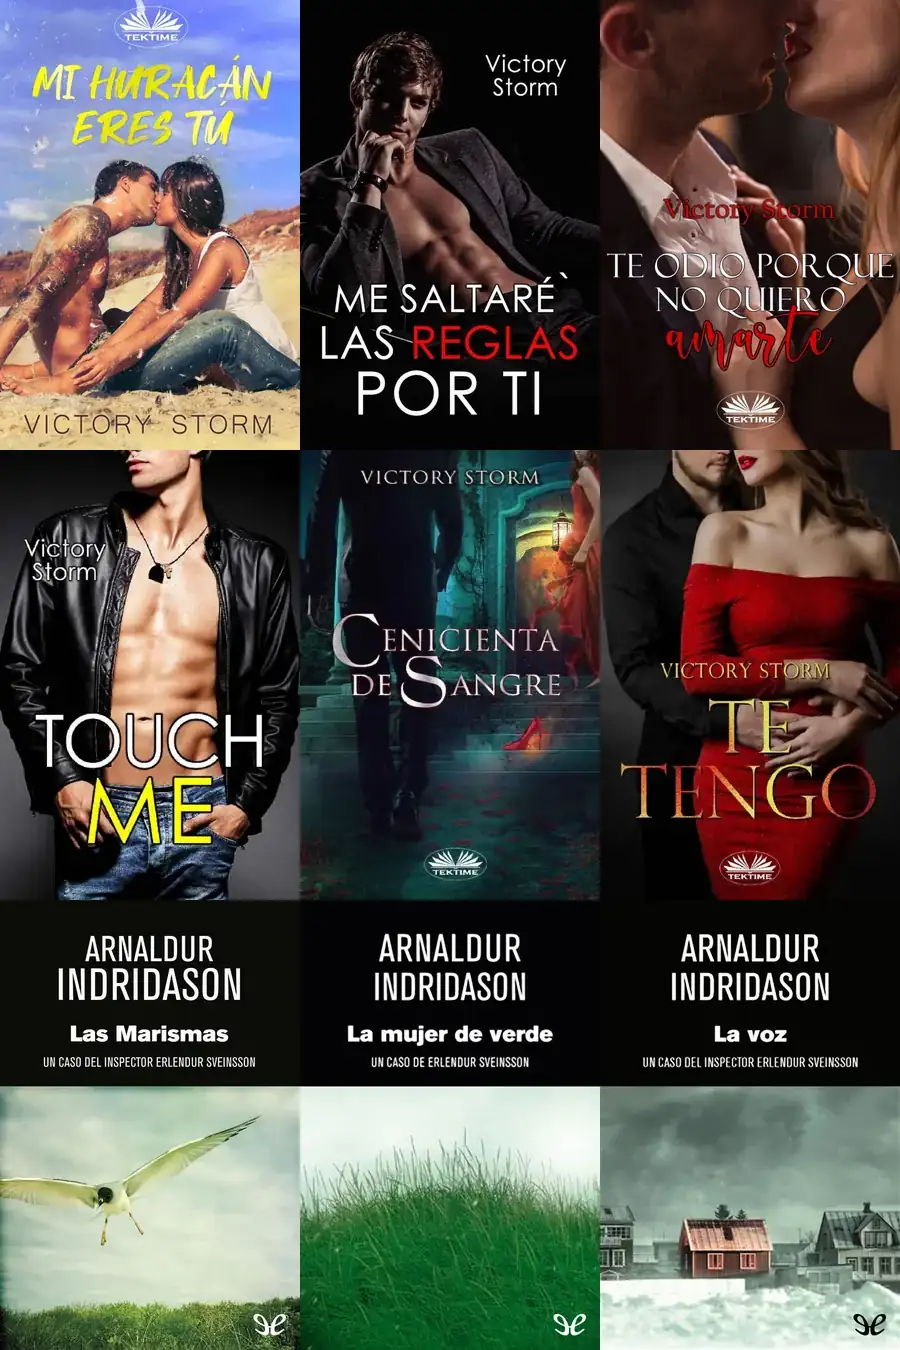 TEKTIME
MI HURACÁN
ERES TÚ
VICTORY STORM
Victory
Storm
ME SALTARÉ`
LAS REGLAS
POR TI
Victory Storm
TE ODIO PORQUE
NO QUIERO
amarte
TEKTIME
Victory
Storm
TOUCH
ME
VICTORY STORM
CENICIENTA
DE SANGRE
TEKTIME
VICTORY STORM
TE
TENGO
TEKTIME
ARNALDUR
INDRIDASON
Las Marismas
UN CASO DEL INSPECTOR ERLENDUR SVEINSSON
ARNALDUR
INDRIDASON
La mujer de verde
UN CASO DE ERLENDUR SVEINSSON
ARNALDUR
INDRIDASON
La voz
UN CASO DEL INSPECTOR ERLENDUR SVEINSSON